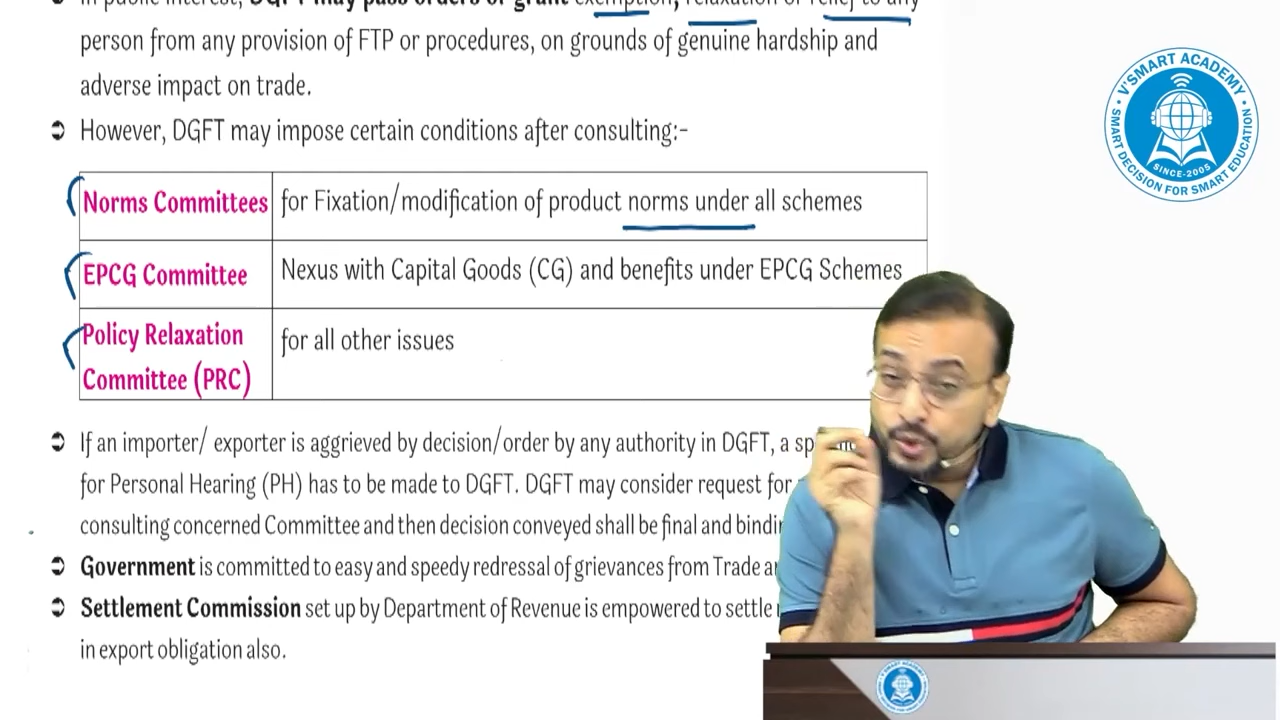 In public interest, DGFT may pass orders or grant exemption, relaxation or relief to any
person from any provision of FTP or procedures, on grounds of genuine hardship and
adverse impact on trade.
➲ However, DGFT may impose certain conditions after consulting:-
Norms Committees for Fixation/modification of product norms under all schemes
EPCG Committee Nexus with Capital Goods (CG) and benefits under EPCG Schemes
Policy Relaxation
Committee (PRC) for all other issues
➲ If an importer/ exporter is aggrieved by decision/order by any authority in DGFT, a
for Personal Hearing (PH) has to be made to DGFT. DGFT may consider request for
consulting concerned Committee and then decision conveyed shall be final and
➲ Government is committed to easy and speedy redressal of grievances from Trade
➲ Settlement Commission set up by Department of Revenue is empowered to settle
in export obligation also.
V'SMART ACADEMY
SINCE-2005
SMART DECISION FOR SMART EDUCATION